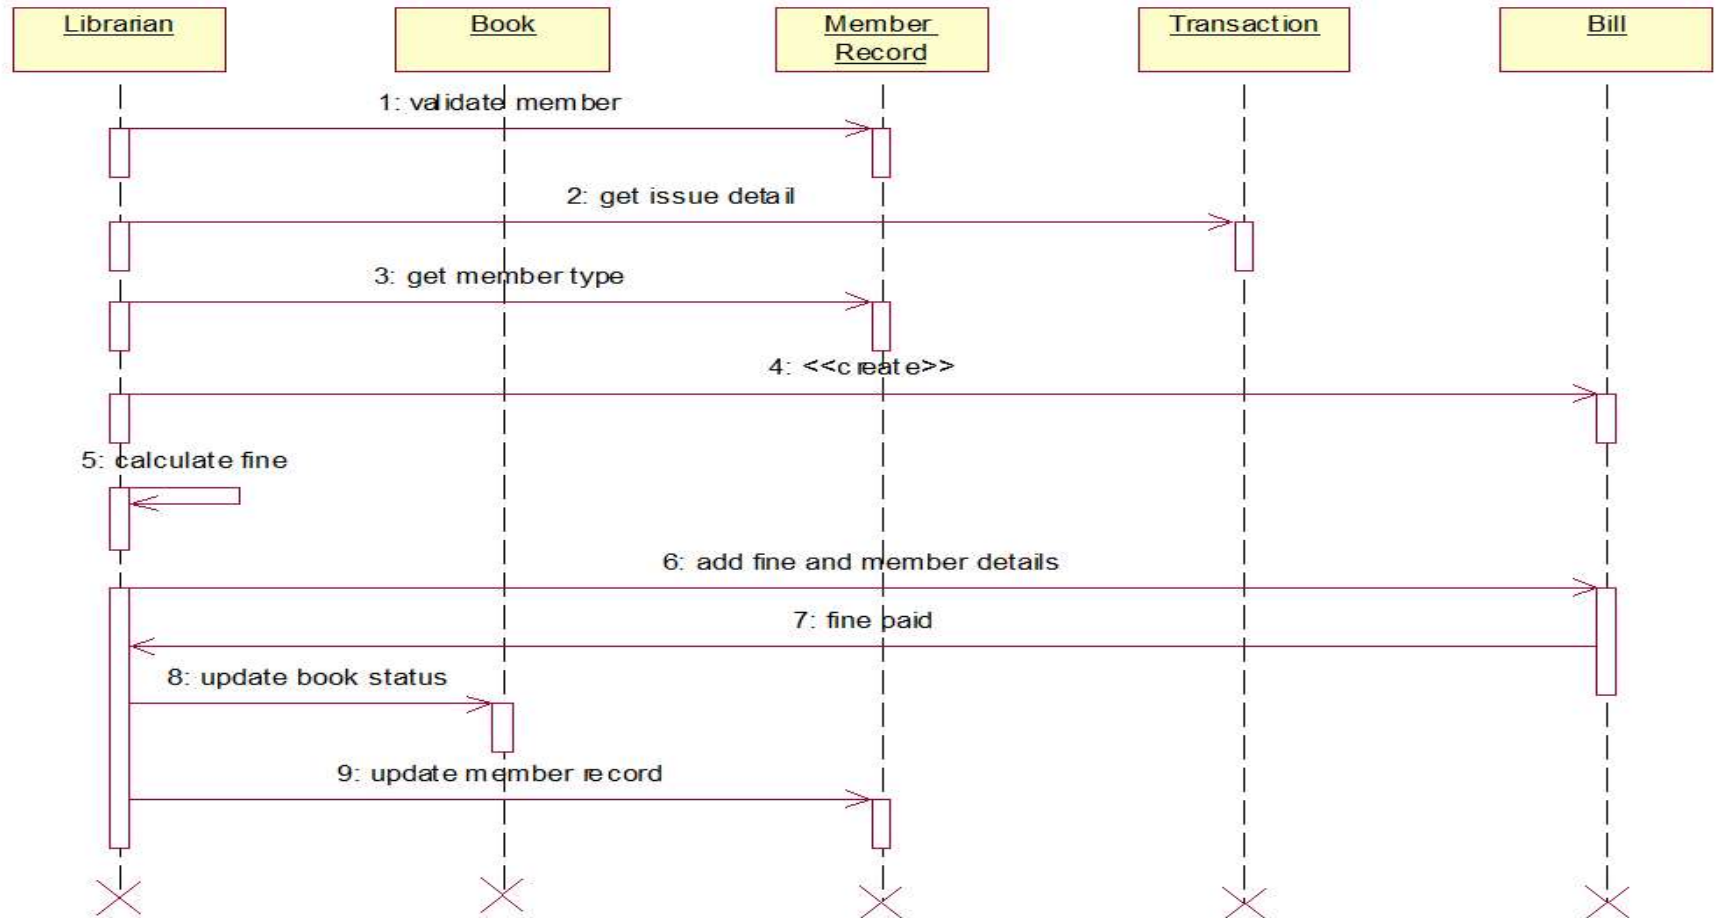 Librarian
Book
Member
Record
Transaction
Bill
1: validate member
2: get issue detail
3: get member type
4: <<create>>
5: calculate fine
6: add fine and member details
7: fine paid
8: update book status
9: update member record